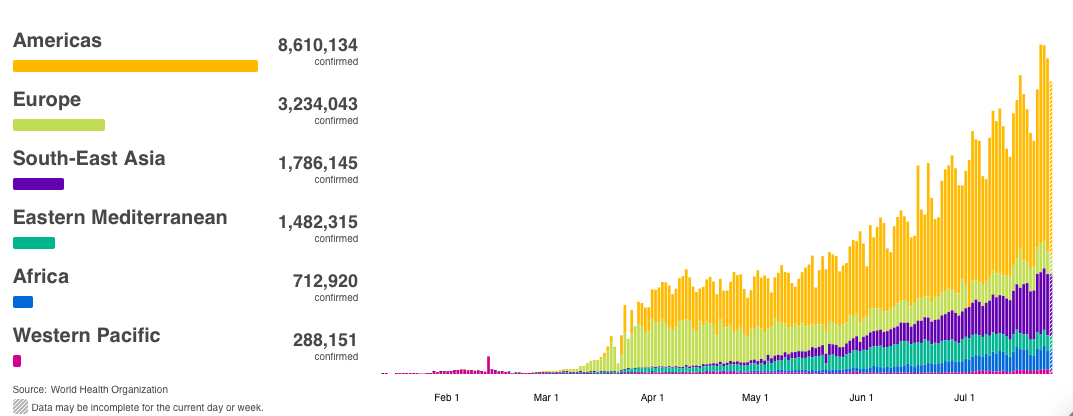 Americas
8,610,134
confirmed
Europe
3,234,043
confirmed
South-East Asia
1,786,145
confirmed
Eastern Mediterranean
1,482,315
confirmed
Africa
712,920
confirmed
Western Pacific
288,151
confirmed
Source: World Health Organization
Data may be incomplete for the current day or week.
Feb 1 Mar 1 Apr 1 May 1 Jun 1 Jul 1